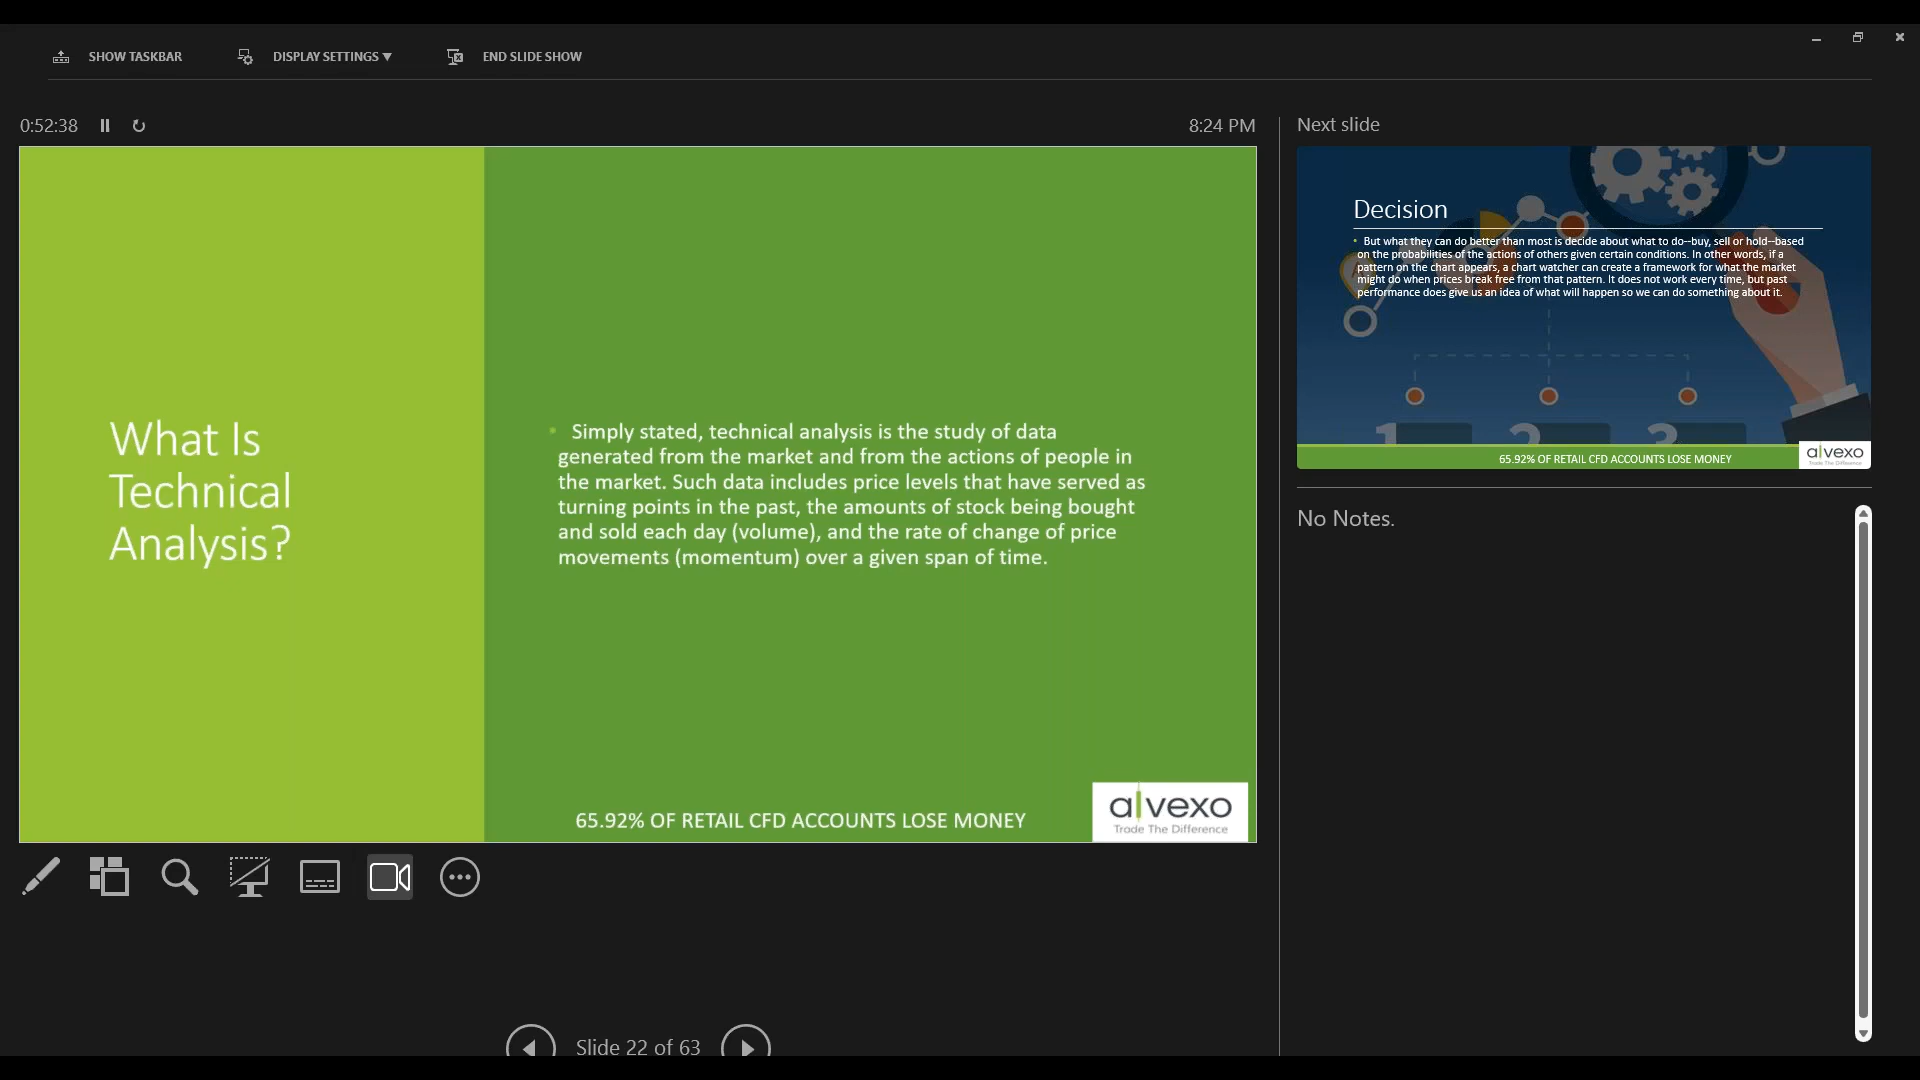 SHOW TASKBAR
DISPLAY SETTINGS ▼
END SLIDE SHOW
0:52:38
8:24 PM
What Is
Technical
Analysis?
• Simply stated, technical analysis is the study of data
generated from the market and from the actions of people in
the market. Such data includes price levels that have served as
turning points in the past, the amounts of stock being bought
and sold each day (volume), and the rate of change of price
movements (momentum) over a given span of time.
65.92% OF RETAIL CFD ACCOUNTS LOSE MONEY
alvexo
Trade The Difference
Slide 22 of 63
Next slide
Decision
• But what they can do better than most is decide about what to do--buy, sell or hold--based
on the probabilities of the actions of others given certain conditions. In other words, if a
pattern on the chart appears, a chart watcher can create a framework for what the market
might do when prices break free from that pattern. It does not work every time, but past
performance does give us an idea of what will happen so we can do something about it.
1 2 3
65.92% OF RETAIL CFD ACCOUNTS LOSE MONEY
alvexo
Trade The Difference
No Notes.